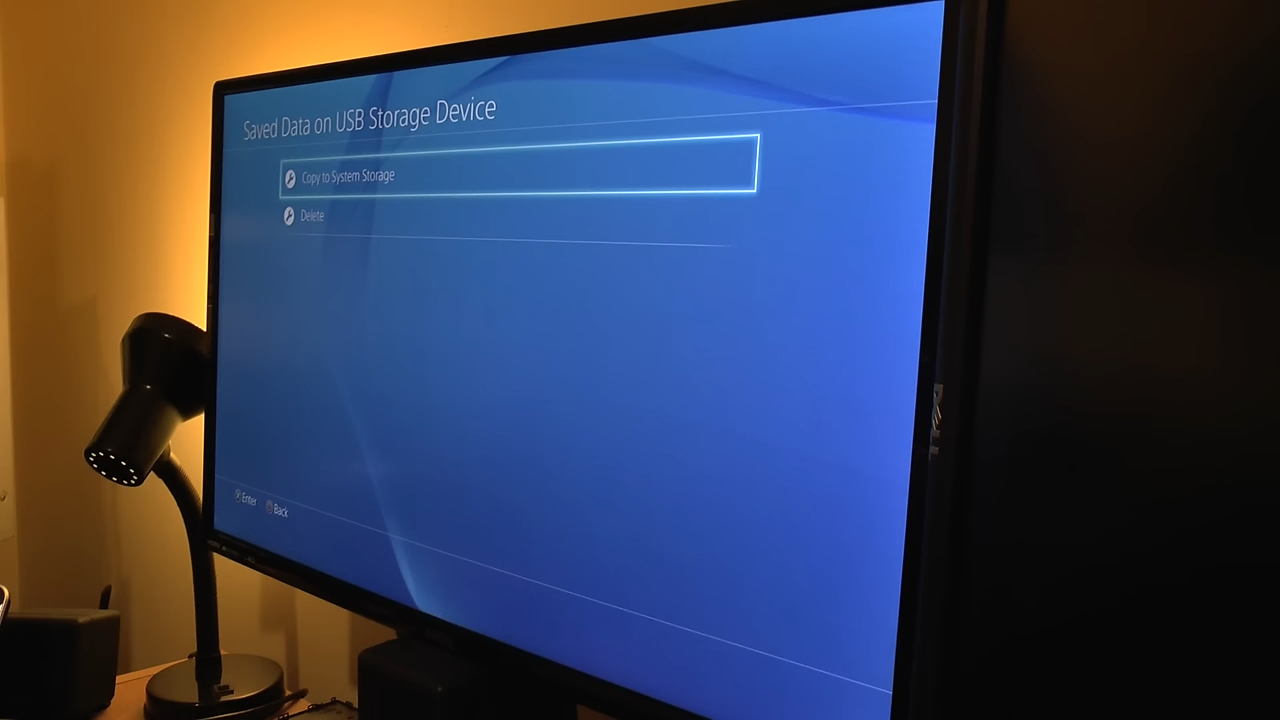 Saved Data on USB Storage Device
Copy to System Storage
Delete
Enter
Back